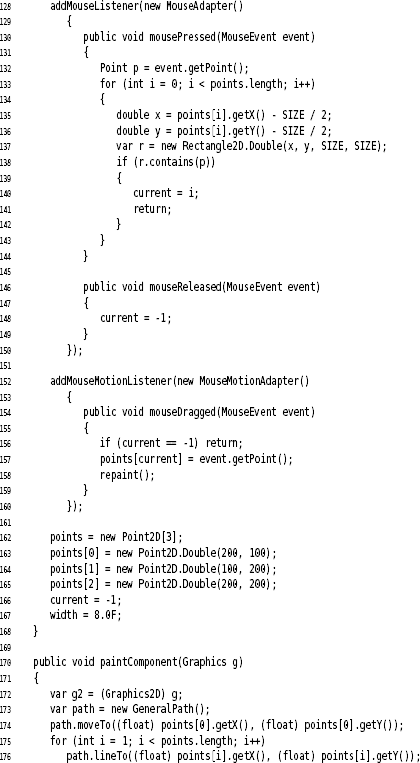 128 addMouseListener(new MouseAdapter()
129 {
130 public void mousePressed(MouseEvent event)
131 {
132 Point p = event.getPoint();
133 for (int i = 0; i < points.length; i++)
134 {
135 double x = points[i].getX() - SIZE / 2;
136 double y = points[i].getY() - SIZE / 2;
137 var r = new Rectangle2D.Double(x, y, SIZE, SIZE);
138 if (r.contains(p))
139 {
140 current = i;
141 return;
142 }
143 }
144 }
145
146 public void mouseReleased(MouseEvent event)
147 {
148 current = -1;
149 }
150 });
151
152 addMouseMotionListener(new MouseMotionAdapter()
153 {
154 public void mouseDragged(MouseEvent event)
155 {
156 if (current == -1) return;
157 points[current] = event.getPoint();
158 repaint();
159 }
160 });
161
162 points = new Point2D[3];
163 points[0] = new Point2D.Double(200, 100);
164 points[1] = new Point2D.Double(100, 200);
165 points[2] = new Point2D.Double(200, 200);
166 current = -1;
167 width = 8.0F;
168 }
169
170 public void paintComponent(Graphics g)
171 {
172 var g2 = (Graphics2D) g;
173 var path = new GeneralPath();
174 path.moveTo((float) points[0].getX(), (float) points[0].getY());
175 for (int i = 1; i < points.length; i++)
176 path.lineTo((float) points[i].getX(), (float) points[i].getY());